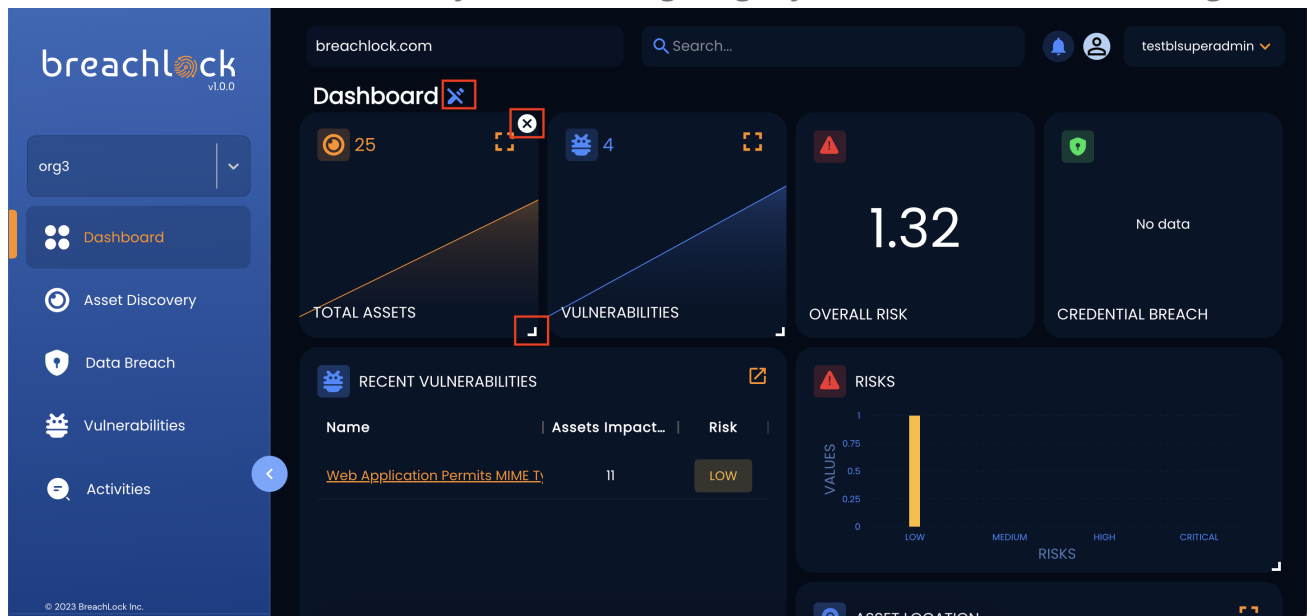 breachlock
v1.0.0
org3
Dashboard
Asset Discovery
Data Breach
Vulnerabilities
Activities
© 2023 BreachLock Inc.
breachlock.com
Search...
testblsuperadmin
Dashboard
25
TOTAL ASSETS
4
VULNERABILITIES
1.32
OVERALL RISK
No data
CREDENTIAL BREACH
RECENT VULNERABILITIES
Name Assets Impact... Risk
Web Application Permits MIME Ty
11
LOW
RISKS
VALUES
1
0.75
0.5
0.25
0
LOW MEDIUM HIGH CRITICAL
RISKS
ASSET LOCATION